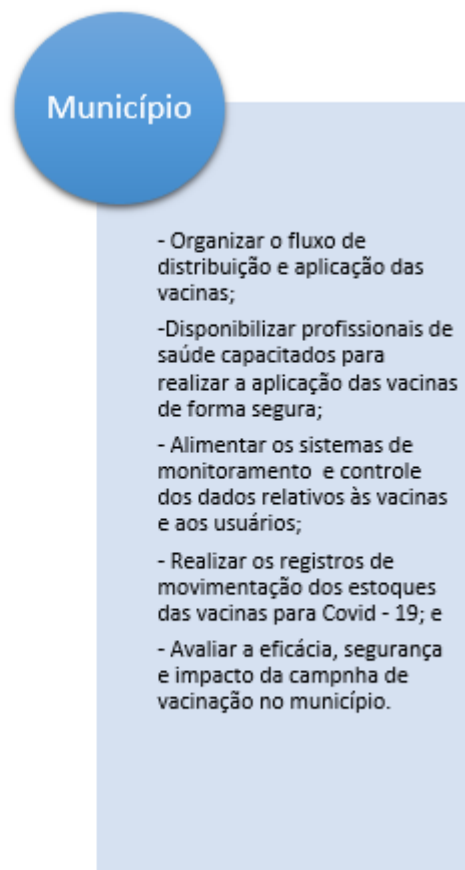 Município
- Organizar o fluxo de
distribuição e aplicação das
vacinas;
-Disponibilizar profissionais de
saúde capacitados para
realizar a aplicação das vacinas
de forma segura;
- Alimentar os sistemas de
monitoramento e controle
dos dados relativos às vacinas
e aos usuários;
- Realizar os registros de
movimentação dos estoques
das vacinas para Covid - 19; e
- Avaliar a eficácia, segurança
e impacto da campnha de
vacinação no município.